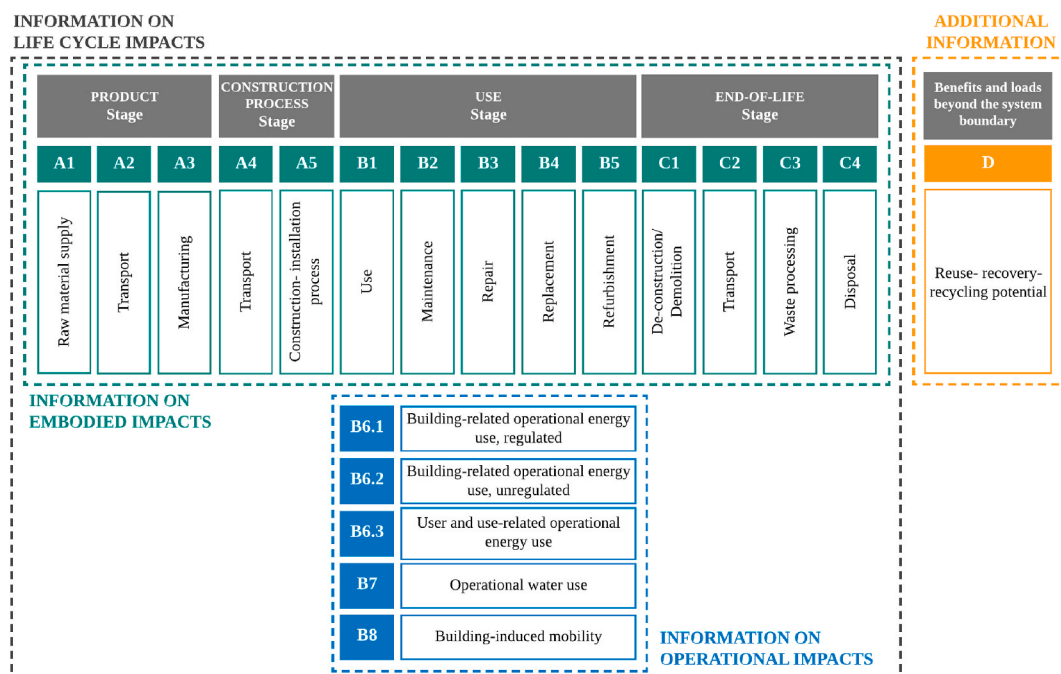 INFORMATION ON
LIFE CYCLE IMPACTS
ADDITIONAL
INFORMATION
PRODUCT
Stage
CONSTRUCTION
PROCESS
Stage
USE
Stage
END-OF-LIFE
Stage
Benefits and loads
beyond the system
boundary
A1
A2
A3
A4
A5
B1
B2
B3
B4
B5
C1
C2
C3
C4
D
Raw material supply
Transport
Manufacturing
Transport
Construction- installation
process
Use
Maintenance
Repair
Replacement
Refurbishment
De-construction/
Demolition
Transport
Waste processing
Disposal
Reuse- recovery-
recycling potential
INFORMATION ON
EMBODIED IMPACTS
B6.1
Building-related operational energy
use, regulated
B6.2
Building-related operational energy
use, unregulated
B6.3
User and use-related operational
energy use
B7
Operational water use
B8
Building-induced mobility
INFORMATION ON
OPERATIONAL IMPACTS